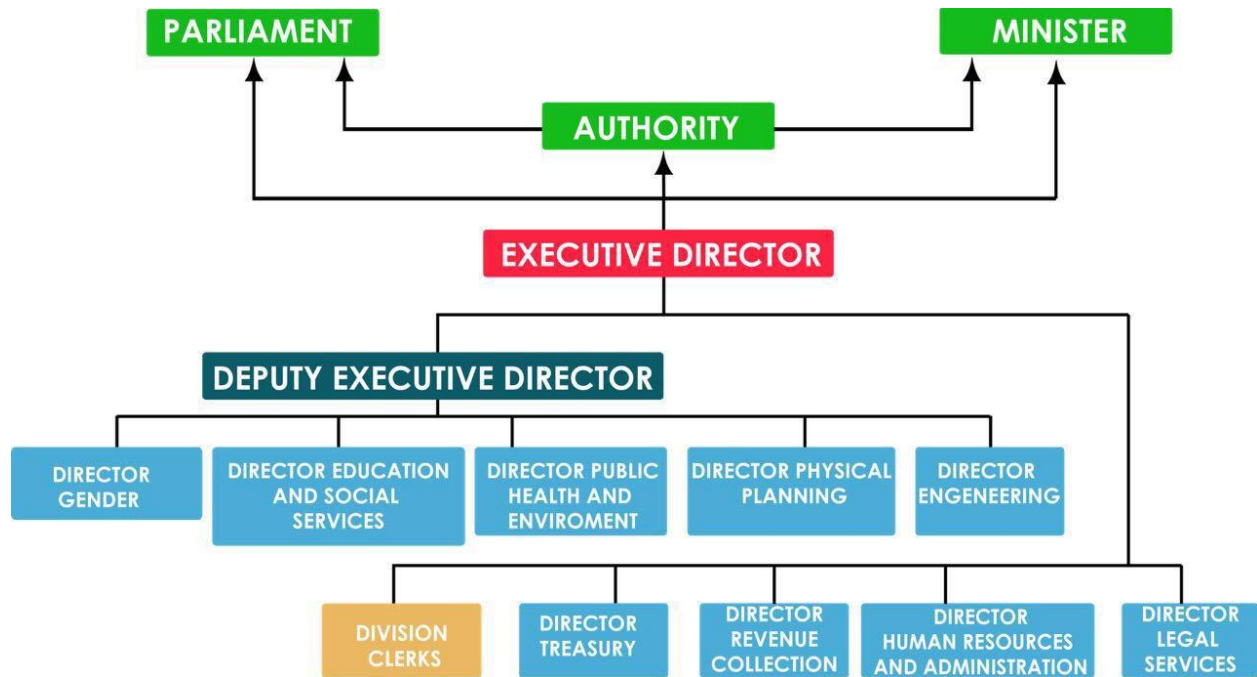 PARLIAMENT
MINISTER
AUTHORITY
EXECUTIVE DIRECTOR
DEPUTY EXECUTIVE DIRECTOR
DIRECTOR
GENDER
DIRECTOR EDUCATION
AND SOCIAL
SERVICES
DIRECTOR PUBLIC
HEALTH AND
ENVIROMENT
DIRECTOR PHYSICAL
PLANNING
DIRECTOR
ENGENEERING
DIVISION
CLERKS
DIRECTOR
TREASURY
DIRECTOR
REVENUE
COLLECTION
DIRECTOR
HUMAN RESOURCES
AND ADMINISTRATION
DIRECTOR
LEGAL
SERVICES